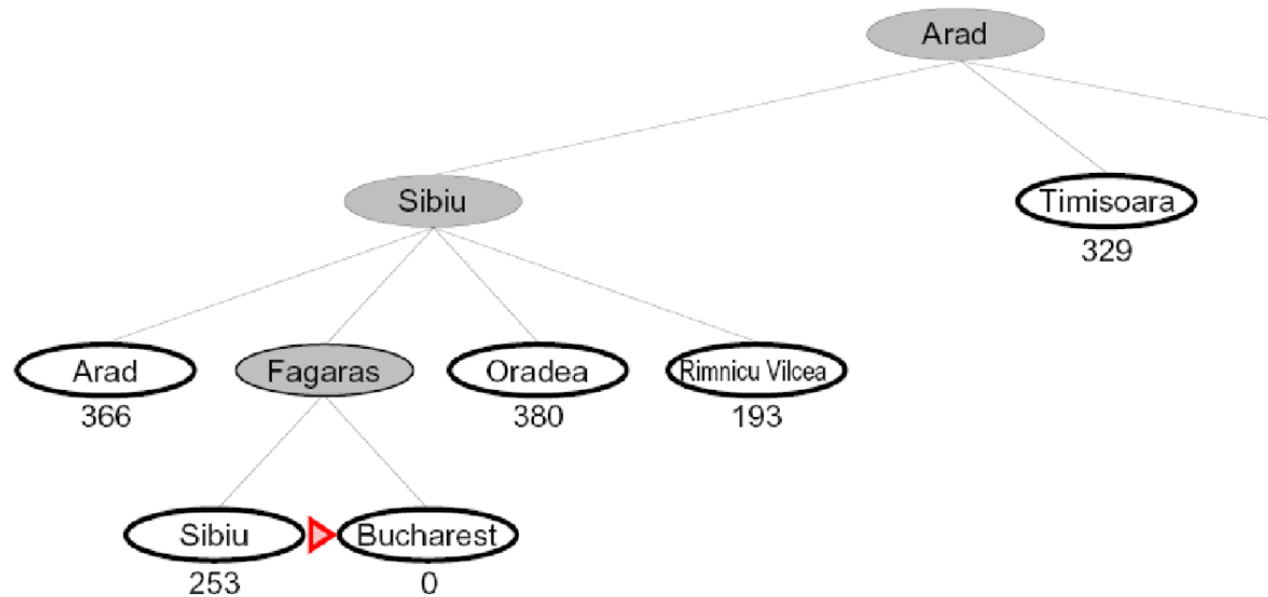 Arad
Sibiu
Timisoara
329
Arad
Fagaras
Oradea
Rimnicu Vilcea
366
380
193
Sibiu
Bucharest
253
0